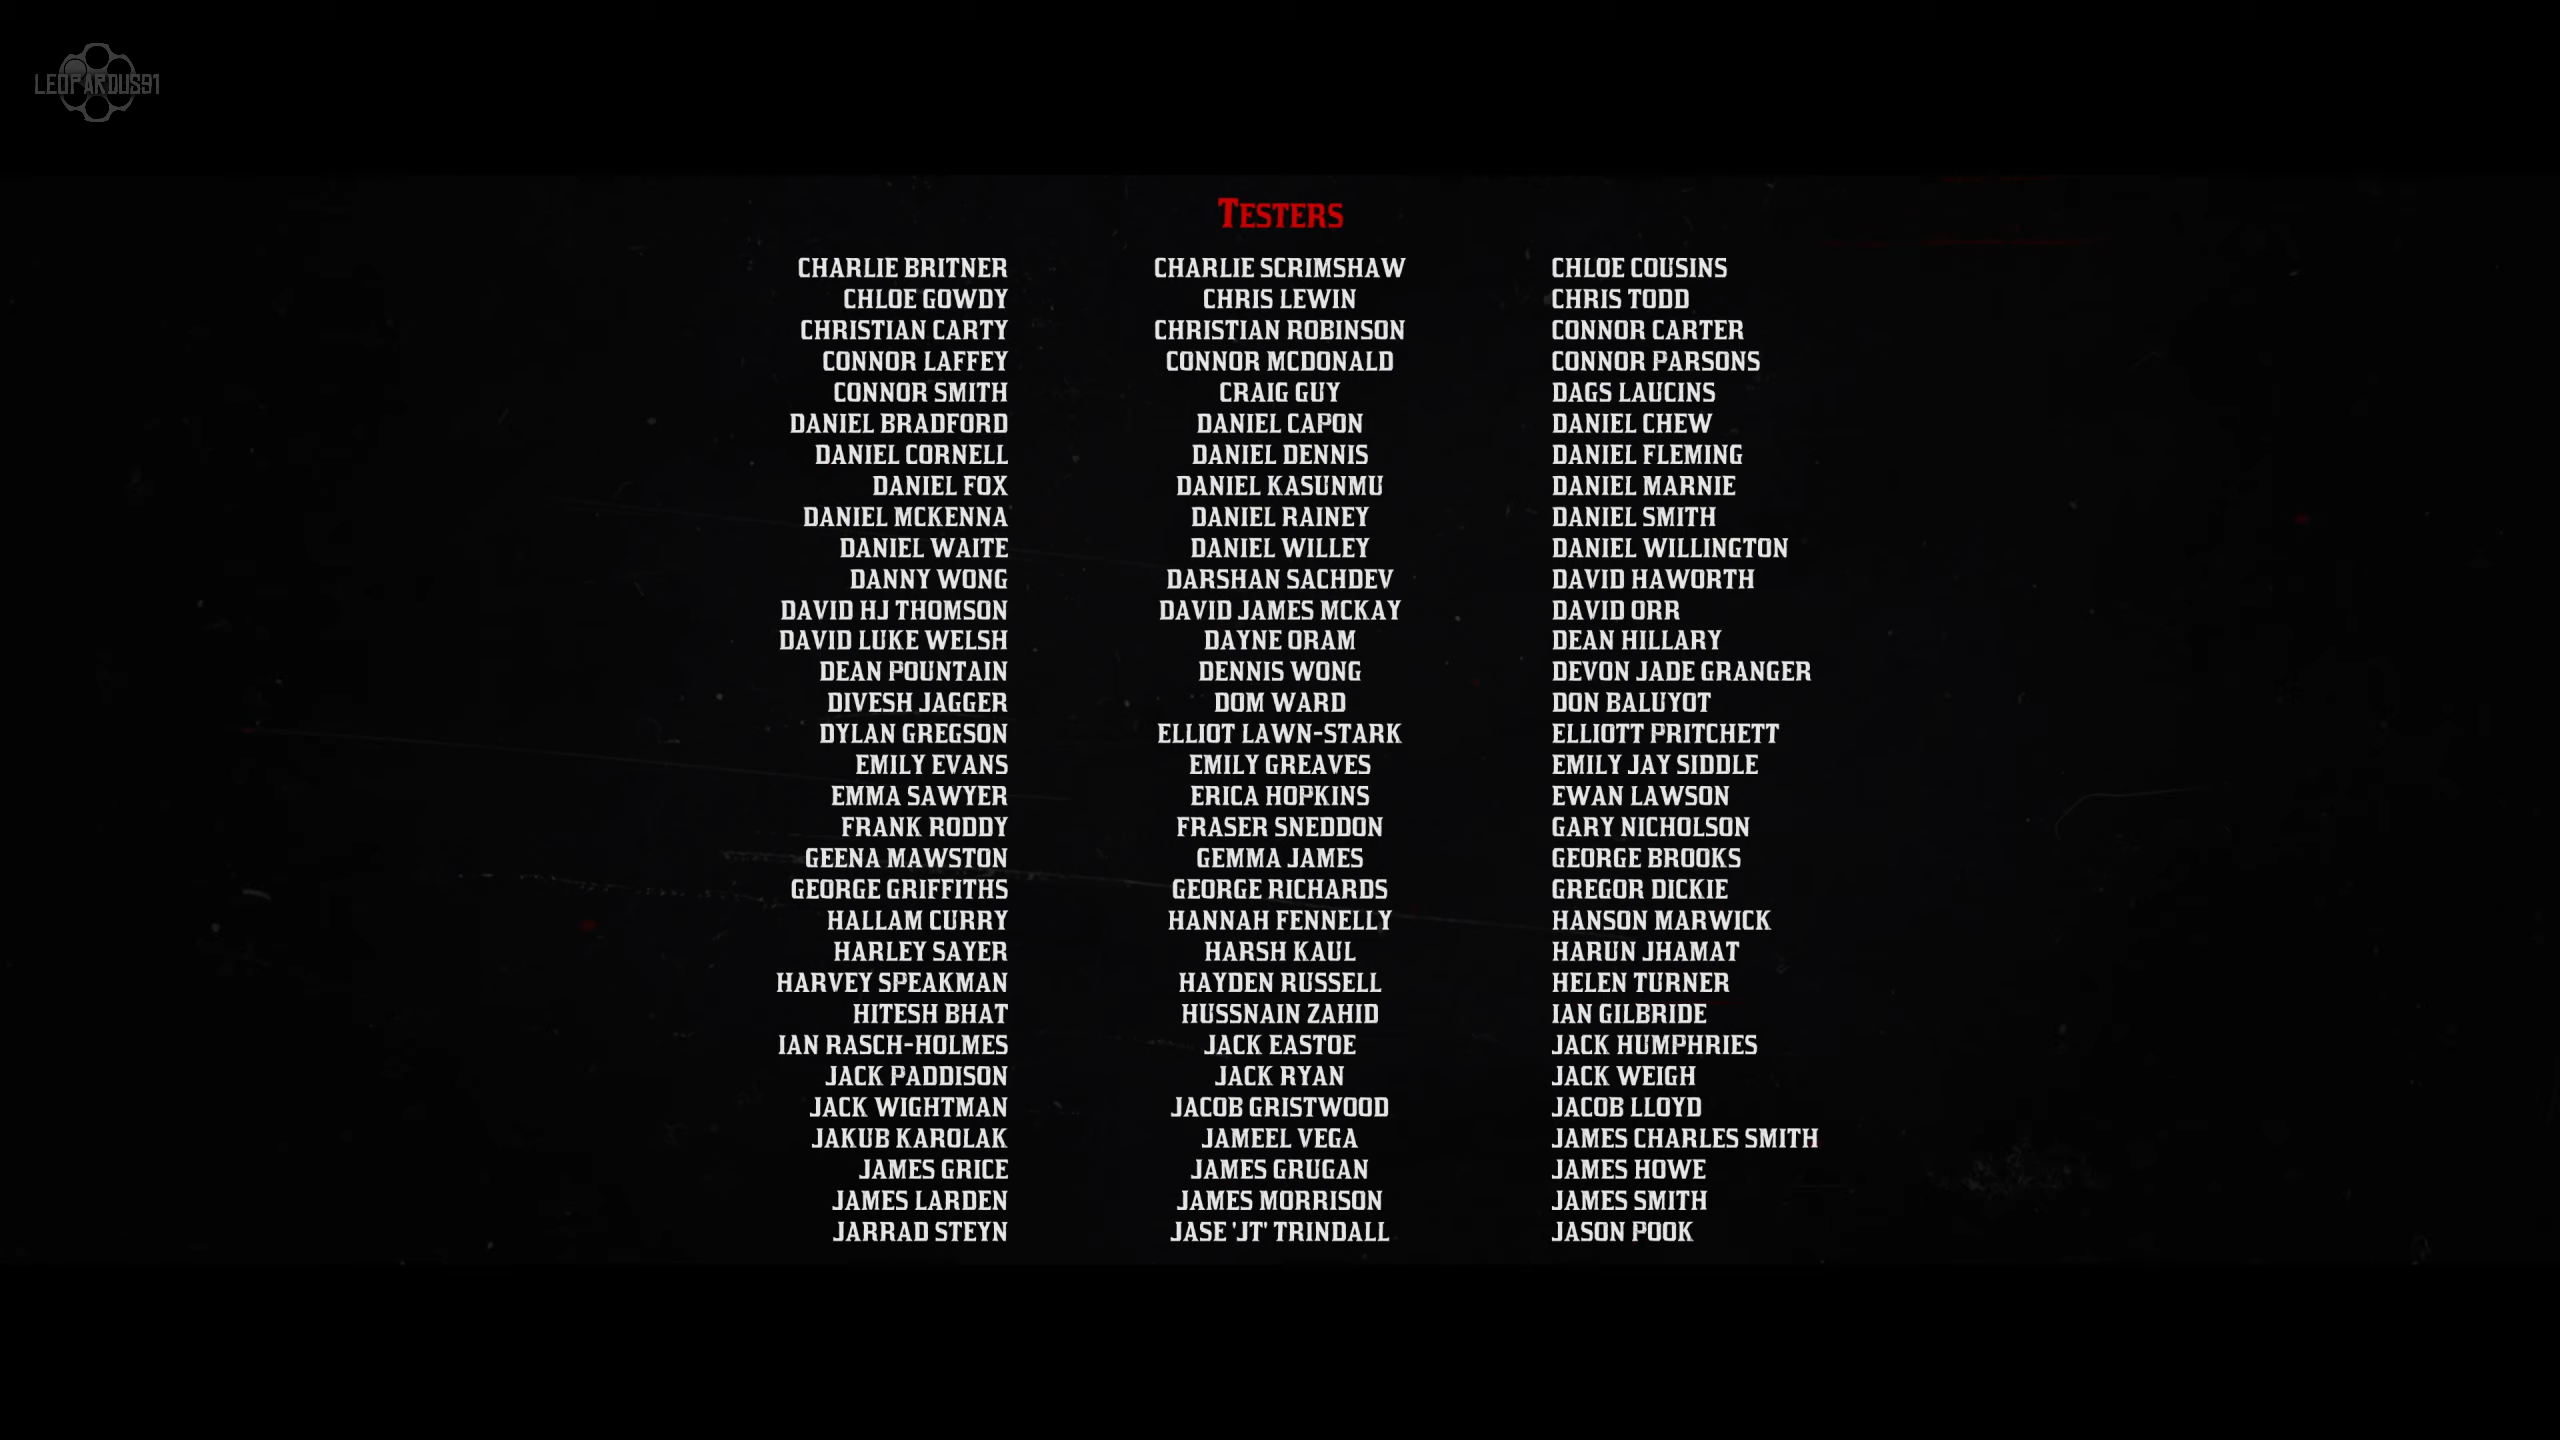 LEOPARDUS91
TESTERS
CHARLIE BRITNER CHARLIE SCRIMSHAW CHLOE COUSINS
CHLOE GOWDY CHRIS LEWIN CHRIS TODD
CHRISTIAN CARTY CHRISTIAN ROBINSON CONNOR CARTER
CONNOR LAFFEY CONNOR MCDONALD CONNOR PARSONS
CONNOR SMITH CRAIG GUY DAGS LAUCINS
DANIEL BRADFORD DANIEL CAPON DANIEL CHEW
DANIEL CORNELL DANIEL DENNIS DANIEL FLEMING
DANIEL FOX DANIEL KASUNMU DANIEL MARNIE
DANIEL MCKENNA DANIEL RAINEY DANIEL SMITH
DANIEL WAITE DANIEL WILLEY DANIEL WILLINGTON
DANNY WONG DARSHAN SACHDEV DAVID HAWORTH
DAVID HJ THOMSON DAVID JAMES MCKAY DAVID ORR
DAVID LUKE WELSH DAYNE ORAM DEAN HILLARY
DEAN POUNTAIN DENNIS WONG DEVON JADE GRANGER
DIVESH JAGGER DOM WARD DON BALUYOT
DYLAN GREGSON ELLIOT LAWN-STARK ELLIOTT PRITCHETT
EMILY EVANS EMILY GREAVES EMILY JAY SIDDLE
EMMA SAWYER ERICA HOPKINS EWAN LAWSON
FRANK RODDY FRASER SNEDDON GARY NICHOLSON
GEENA MAWSTON GEMMA JAMES GEORGE BROOKS
GEORGE GRIFFITHS GEORGE RICHARDS GREGOR DICKIE
HALLAM CURRY HANNAH FENNELLY HANSON MARWICK
HARLEY SAYER HARSH KAUL HARUN JHAMAT
HARVEY SPEAKMAN HAYDEN RUSSELL HELEN TURNER
HITESH BHAT HUSSNAIN ZAHID IAN GILBRIDE
IAN RASCH-HOLMES JACK EASTOE JACK HUMPHRIES
JACK PADDISON JACK RYAN JACK WEIGH
JACK WIGHTMAN JACOB GRISTWOOD JACOB LLOYD
JAKUB KAROLAK JAMEEL VEGA JAMES CHARLES SMITH
JAMES GRICE JAMES GRUGAN JAMES HOWE
JAMES LARDEN JAMES MORRISON JAMES SMITH
JARRAD STEYN JASE 'JT' TRINDALL JASON POOK